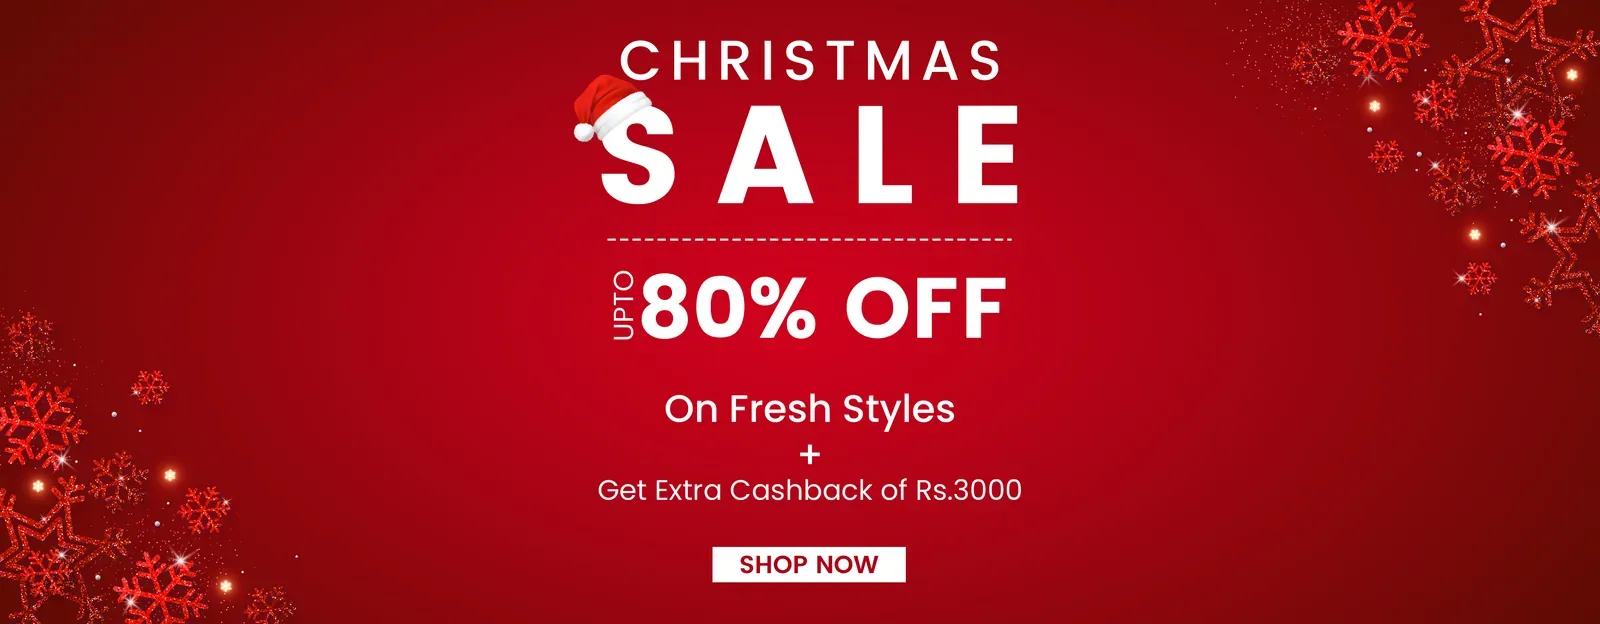 CHRISTMAS
SALE
UPTO 80% OFF
On Fresh Styles
+
Get Extra Cashback of Rs.3000
SHOP NOW